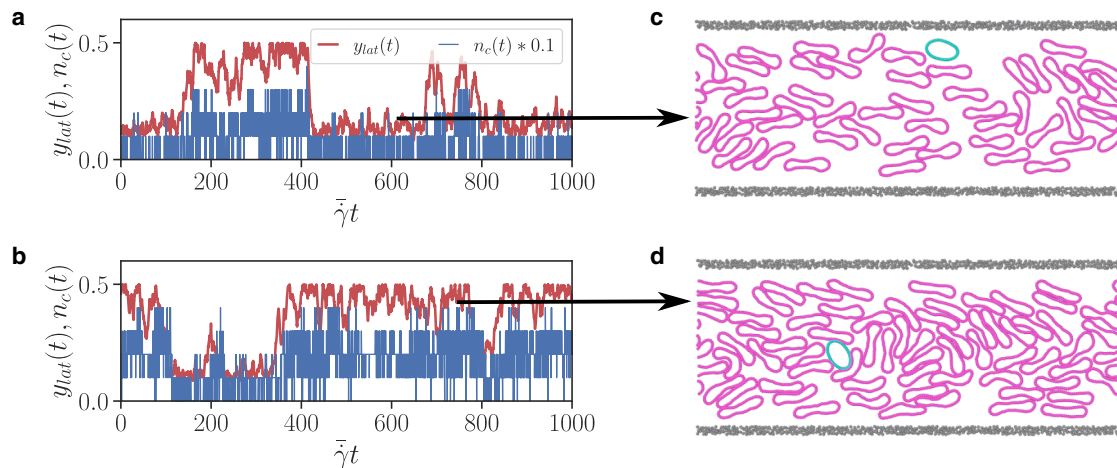 a
y_lat(t), n_c(t)
0.5
0.0
y_lat(t)
n_c(t) * 0.1
0 200 400 600 800 1000
γ̇̄t
c
b
y_lat(t), n_c(t)
0.5
0.0
0 200 400 600 800 1000
γ̇̄t
d